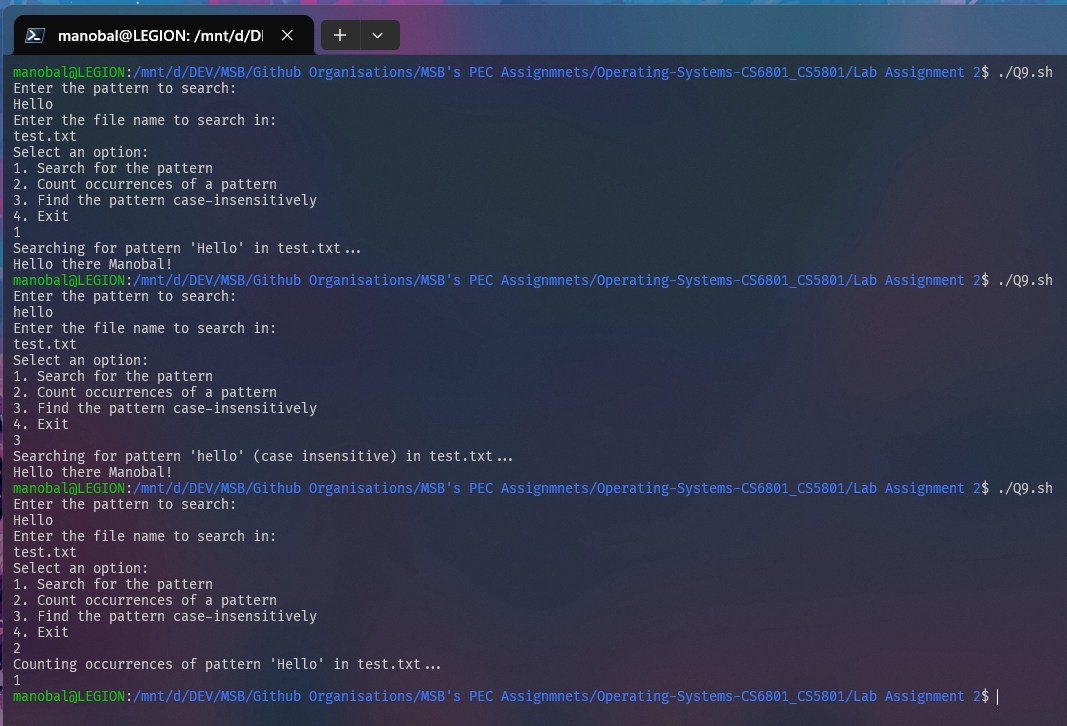 manobal@LEGION: /mnt/d/D
manobal@LEGION:/mnt/d/DEV/MSB/Github Organisations/MSB's PEC Assignmnets/Operating-Systems-CS6801_CS5801/Lab Assignment 2$ ./Q9.sh
Enter the pattern to search:
Hello
Enter the file name to search in:
test.txt
Select an option:
1. Search for the pattern
2. Count occurrences of a pattern
3. Find the pattern case-insensitively
4. Exit
1
Searching for pattern 'Hello' in test.txt...
Hello there Manobal!
manobal@LEGION:/mnt/d/DEV/MSB/Github Organisations/MSB's PEC Assignmnets/Operating-Systems-CS6801_CS5801/Lab Assignment 2$ ./Q9.sh
Enter the pattern to search:
hello
Enter the file name to search in:
test.txt
Select an option:
1. Search for the pattern
2. Count occurrences of a pattern
3. Find the pattern case-insensitively
4. Exit
3
Searching for pattern 'hello' (case insensitive) in test.txt...
Hello there Manobal!
manobal@LEGION:/mnt/d/DEV/MSB/Github Organisations/MSB's PEC Assignmnets/Operating-Systems-CS6801_CS5801/Lab Assignment 2$ ./Q9.sh
Enter the pattern to search:
Hello
Enter the file name to search in:
test.txt
Select an option:
1. Search for the pattern
2. Count occurrences of a pattern
3. Find the pattern case-insensitively
4. Exit
2
Counting occurrences of pattern 'Hello' in test.txt...
1
manobal@LEGION:/mnt/d/DEV/MSB/Github Organisations/MSB's PEC Assignmnets/Operating-Systems-CS6801_CS5801/Lab Assignment 2$